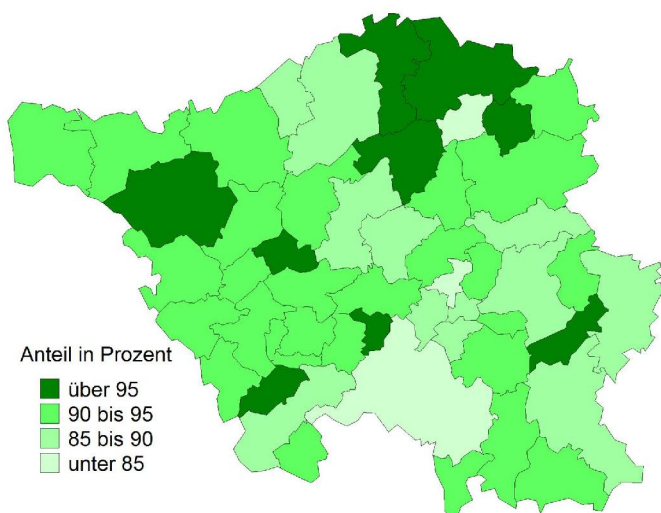 Anteil in Prozent
über 95
90 bis 95
85 bis 90
unter 85